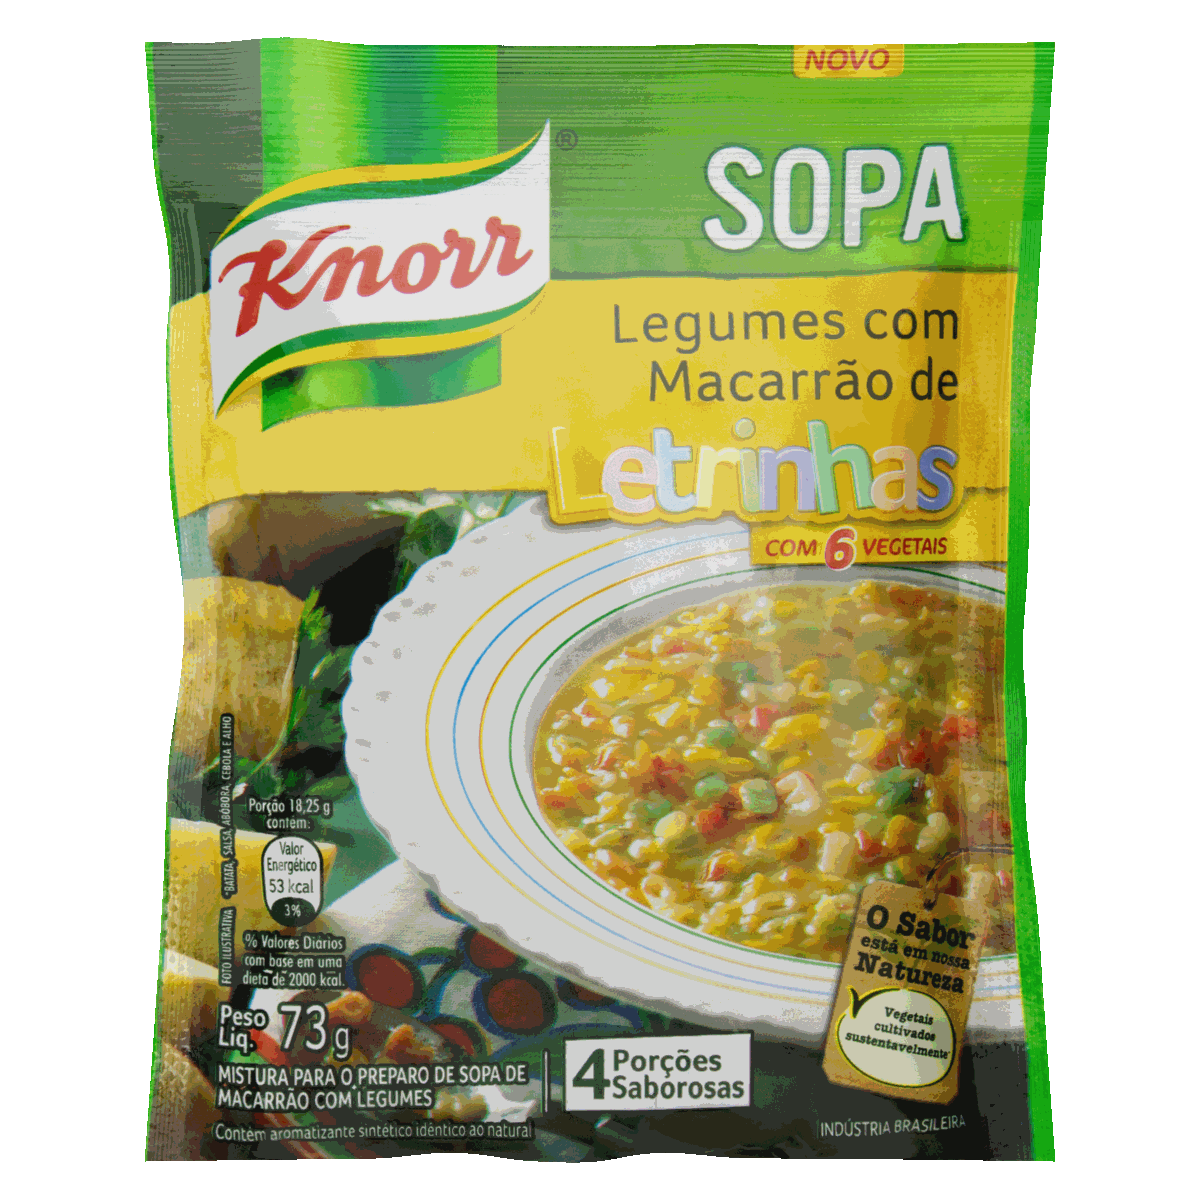 NOVO
Knorr®
SOPA
Legumes com
Macarrão de
Letrinhas
COM 6 VEGETAIS
FOTO ILUSTRATIVA *BATATA, SALSA, ABÓBORA, CEBOLA E ALHO
Porção 18,25 g
contém:
Valor
Energético
53 kcal
3%
% Valores Diários
com base em uma
dieta de 2000 kcal.
O Sabor
está em nossa
Natureza
Vegetais
cultivados
sustentavelmente*
Peso
Liq. 73 g
MISTURA PARA O PREPARO DE SOPA DE
MACARRÃO COM LEGUMES
4 Porções
Saborosas
Contém aromatizante sintético idêntico ao natural
INDÚSTRIA BRASILEIRA